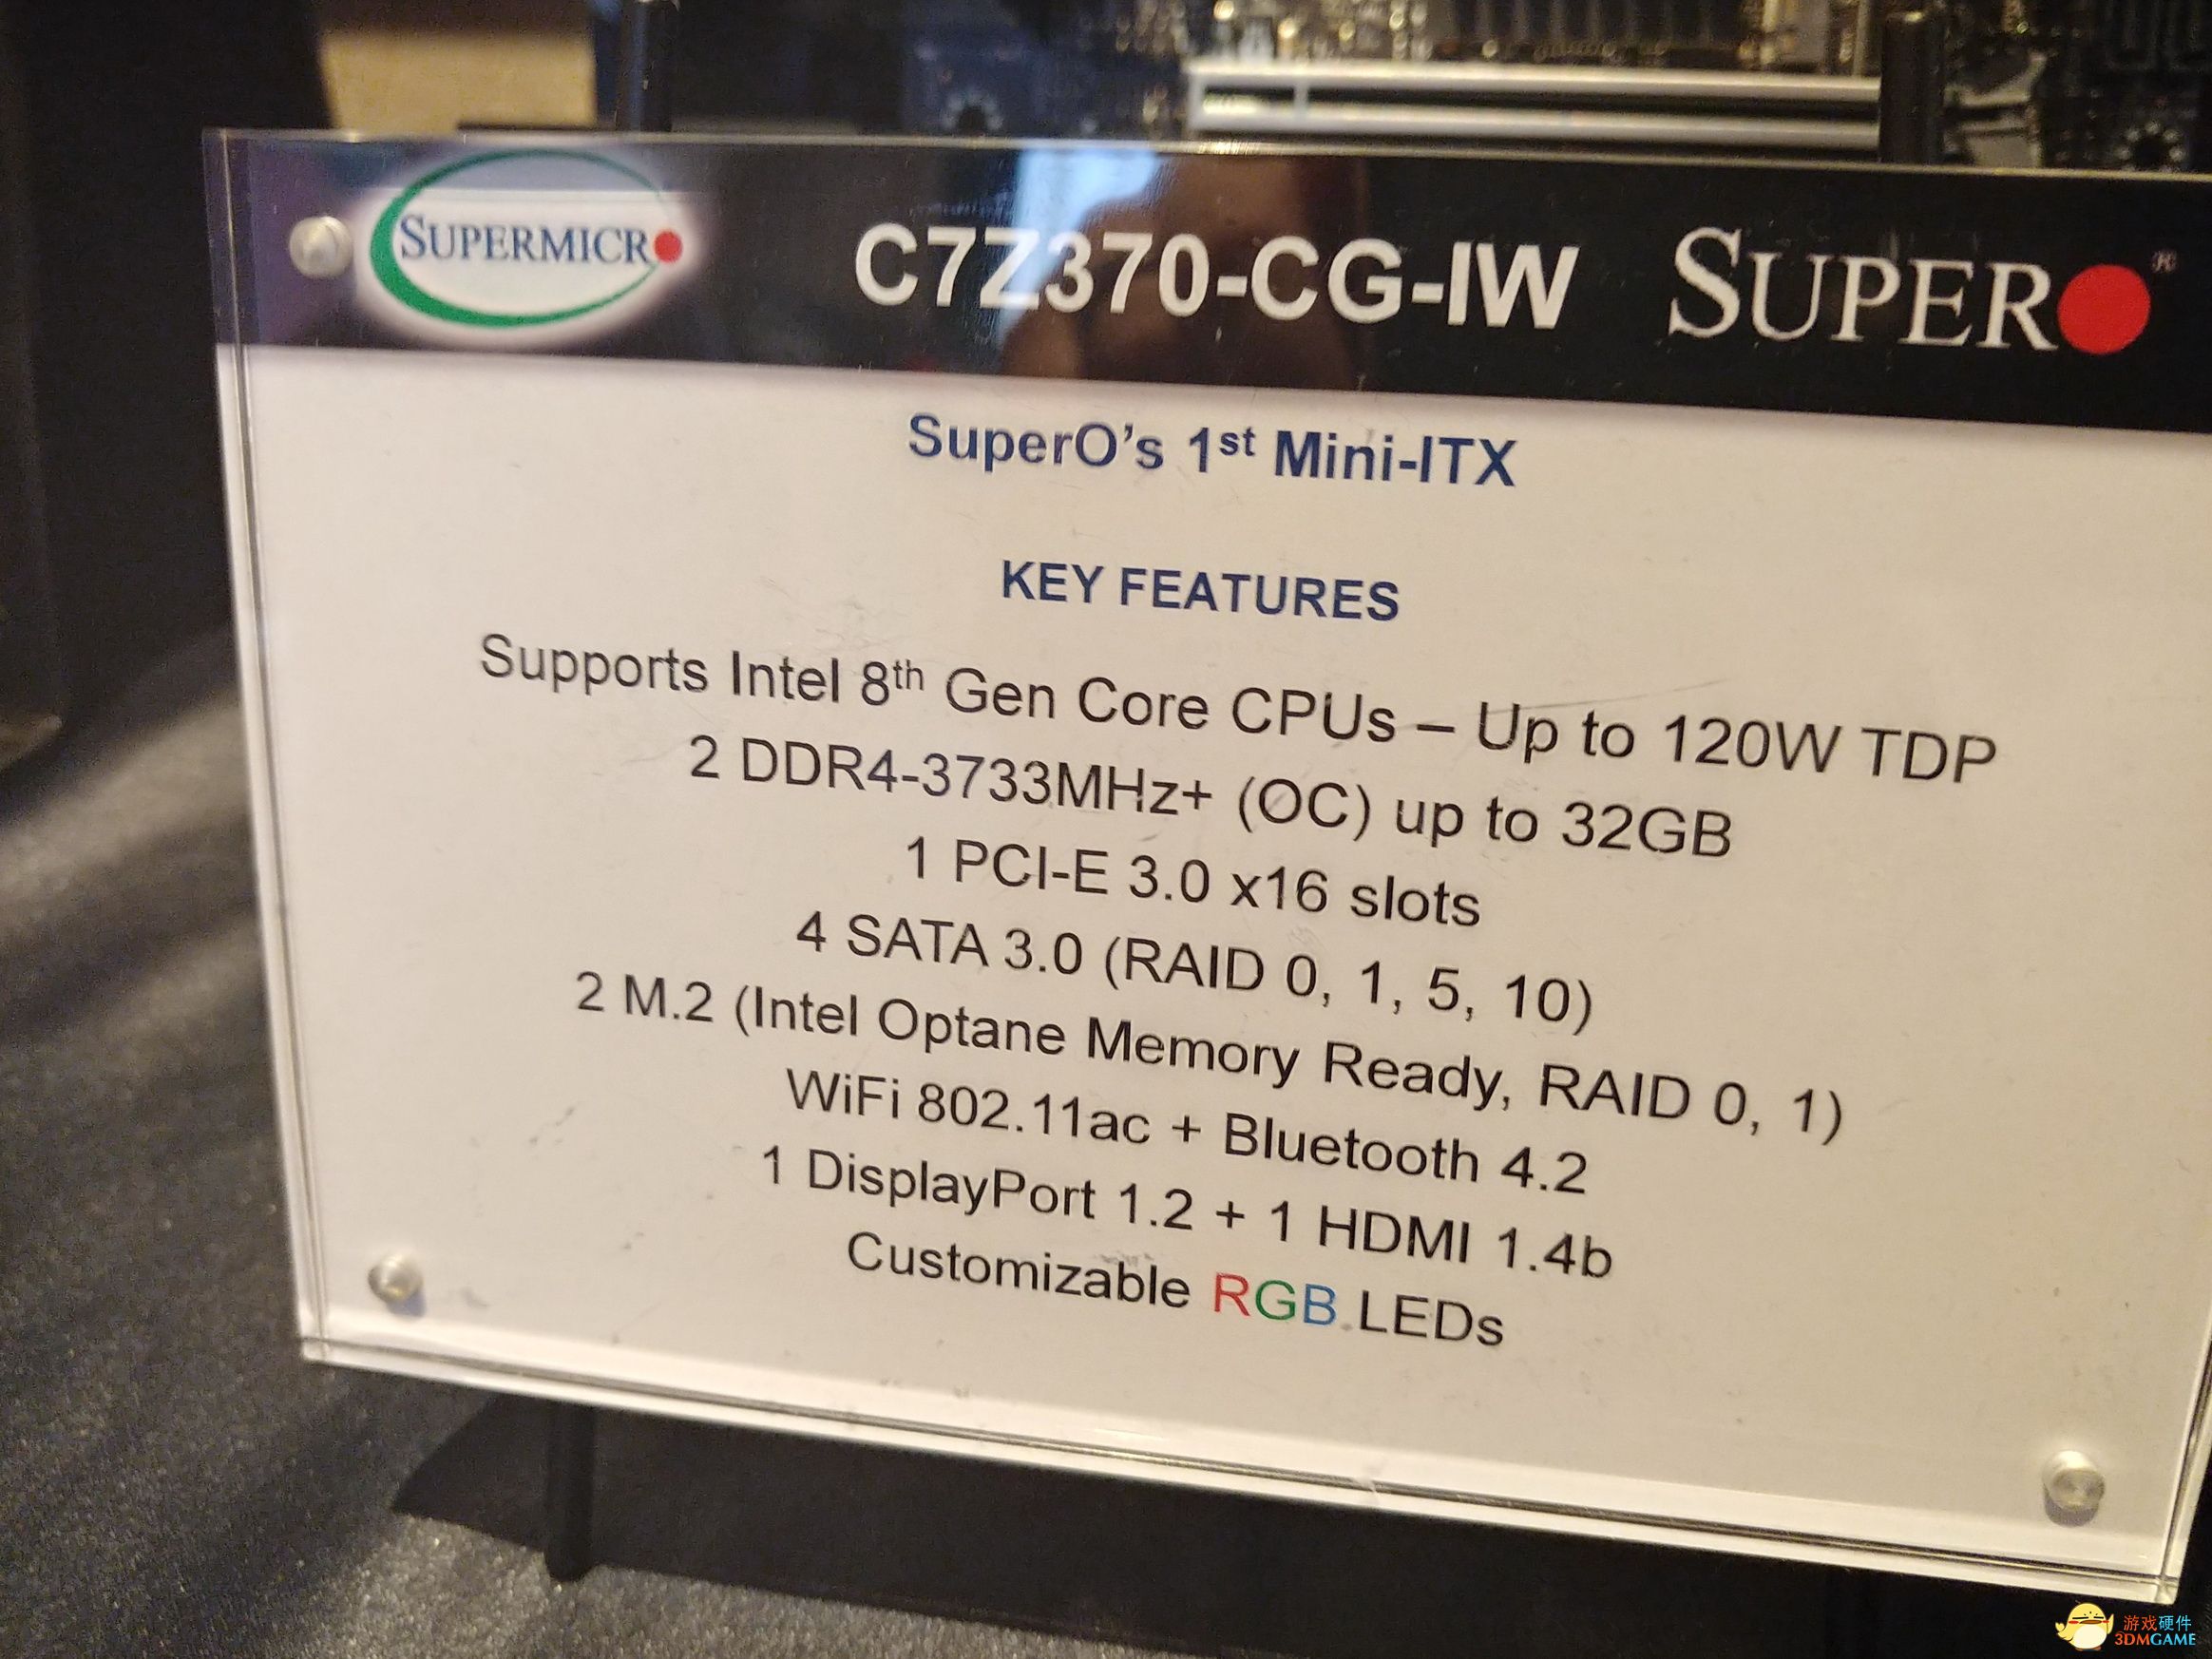 SUPERMICRO C7Z370-CG-IW SUPERO®
SuperO's 1st Mini-ITX
KEY FEATURES
Supports Intel 8th Gen Core CPUs – Up to 120W TDP
2 DDR4-3733MHz+ (OC) up to 32GB
1 PCI-E 3.0 x16 slots
4 SATA 3.0 (RAID 0, 1, 5, 10)
2 M.2 (Intel Optane Memory Ready, RAID 0, 1)
WiFi 802.11ac + Bluetooth 4.2
1 DisplayPort 1.2 + 1 HDMI 1.4b
Customizable RGB LEDs
游戏硬件
3DMGAME